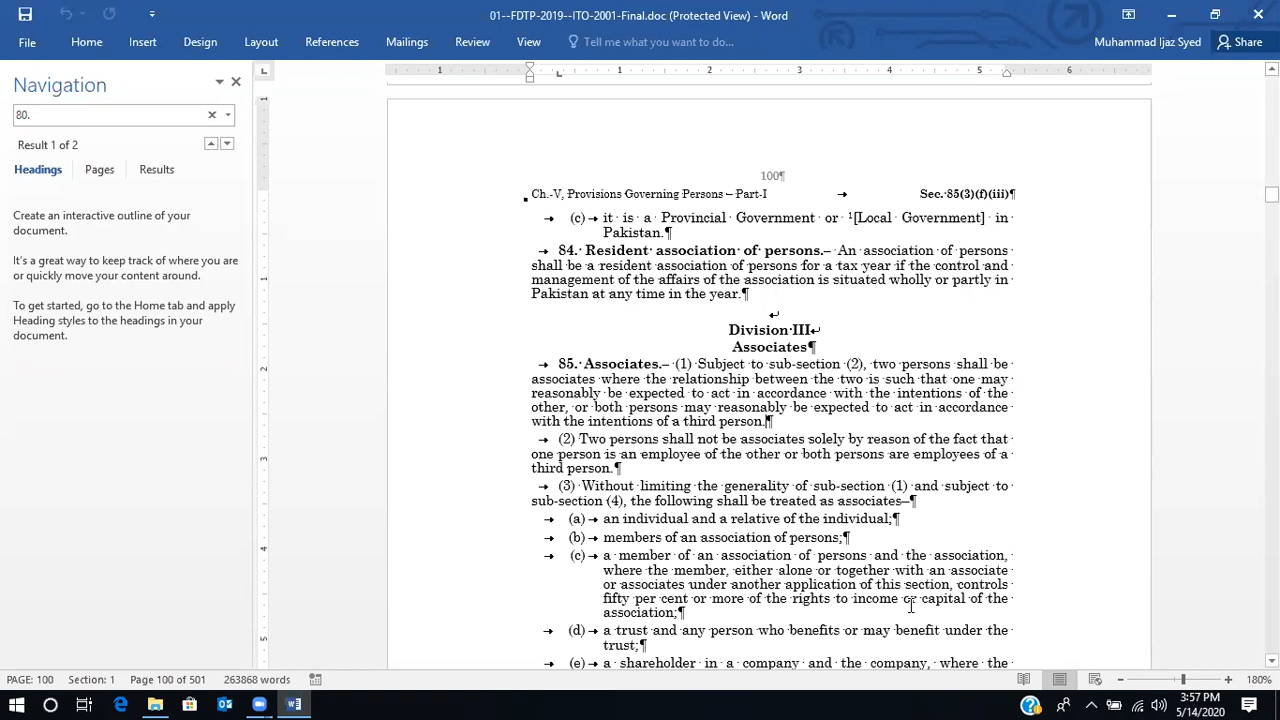 01--FDTP-2019--ITO-2001-Final.doc (Protected View) - Word
File Home Insert Design Layout References Mailings Review View Tell me what you want to do... Muhammad Ijaz Syed Share
Navigation
80.
Result 1 of 2
Headings Pages Results
Create an interactive outline of your
document.
It's a great way to keep track of where you
are or quickly move your content around.
To get started, go to the Home tab and apply
Heading styles to the headings in your
document.
1 1 2 3 4 5 6
1
1
2
3
4
5
100¶
Ch.-V, Provisions Governing Persons – Part-I → Sec. 85(3)(f)(iii)¶
→ (c) → it is a Provincial Government or ¹[Local Government] in
Pakistan.¶
→ 84. Resident association of persons.– An association of persons
shall be a resident association of persons for a tax year if the control and
management of the affairs of the association is situated wholly or partly in
Pakistan at any time in the year.¶
↵
Division III↵
Associates¶
→ 85. Associates.– (1) Subject to sub-section (2), two persons shall be
associates where the relationship between the two is such that one may
reasonably be expected to act in accordance with the intentions of the
other, or both persons may reasonably be expected to act in accordance
with the intentions of a third person.¶
→ (2) Two persons shall not be associates solely by reason of the fact that
one person is an employee of the other or both persons are employees of a
third person.¶
→ (3) Without limiting the generality of sub-section (1) and subject to
sub-section (4), the following shall be treated as associates–¶
→ (a) → an individual and a relative of the individual;¶
→ (b) → members of an association of persons;¶
→ (c) → a member of an association of persons and the association,
where the member, either alone or together with an associate
or associates under another application of this section, controls
fifty per cent or more of the rights to income or capital of the
association;¶
→ (d) → a trust and any person who benefits or may benefit under the
trust;¶
→ (e) → a shareholder in a company and the company, where the
PAGE: 100 Section: 1 Page 100 of 501 263868 words 180%
3:57 PM
5/14/2020